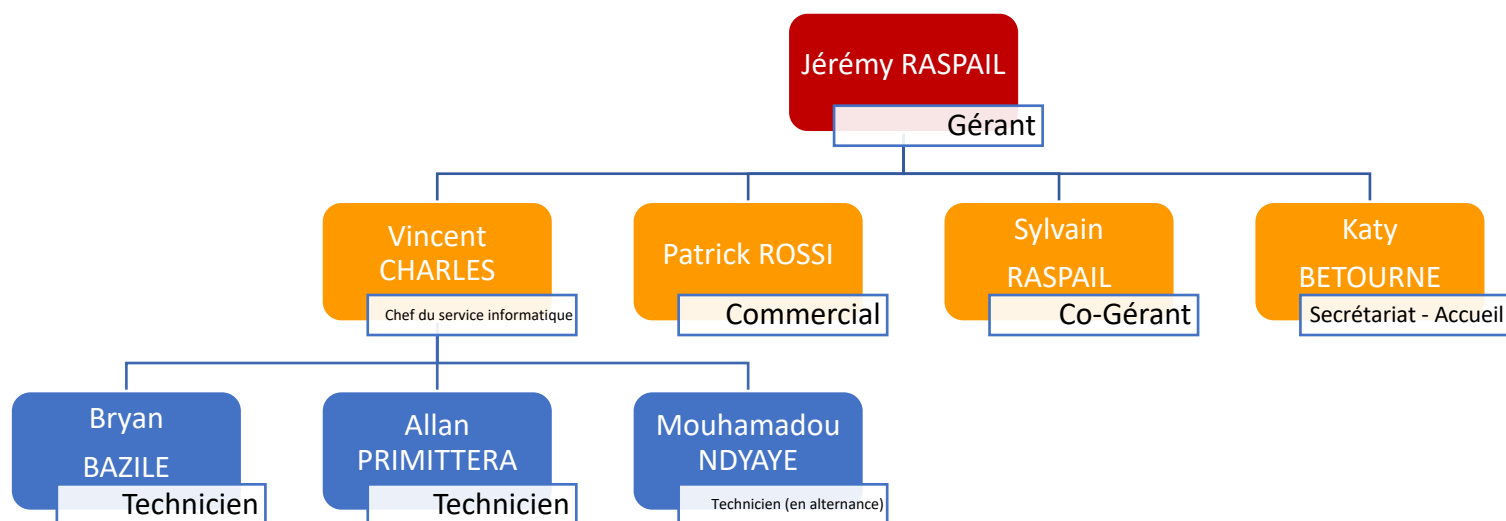 Jérémy RASPAIL
Gérant
Vincent
CHARLES
Chef du service informatique
Patrick ROSSI
Commercial
Sylvain
RASPAIL
Co-Gérant
Katy
BETOURNE
Secrétariat - Accueil
Bryan
BAZILE
Technicien
Allan
PRIMITTERA
Technicien
Mouhamadou
NDYAYE
Technicien (en alternance)